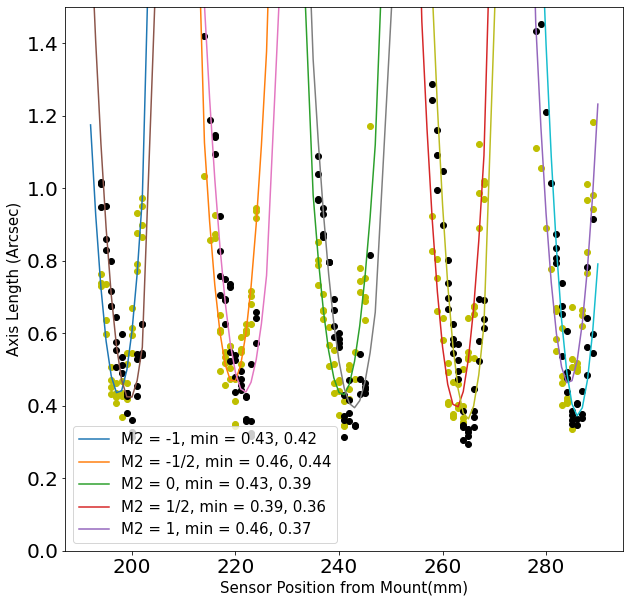 1.4
1.2
1.0
0.8
0.6
0.4
0.2
0.0
Axis Length (Arcsec)
M2 = -1, min = 0.43, 0.42
M2 = -1/2, min = 0.46, 0.44
M2 = 0, min = 0.43, 0.39
M2 = 1/2, min = 0.39, 0.36
M2 = 1, min = 0.46, 0.37
200 220 240 260 280
Sensor Position from Mount(mm)